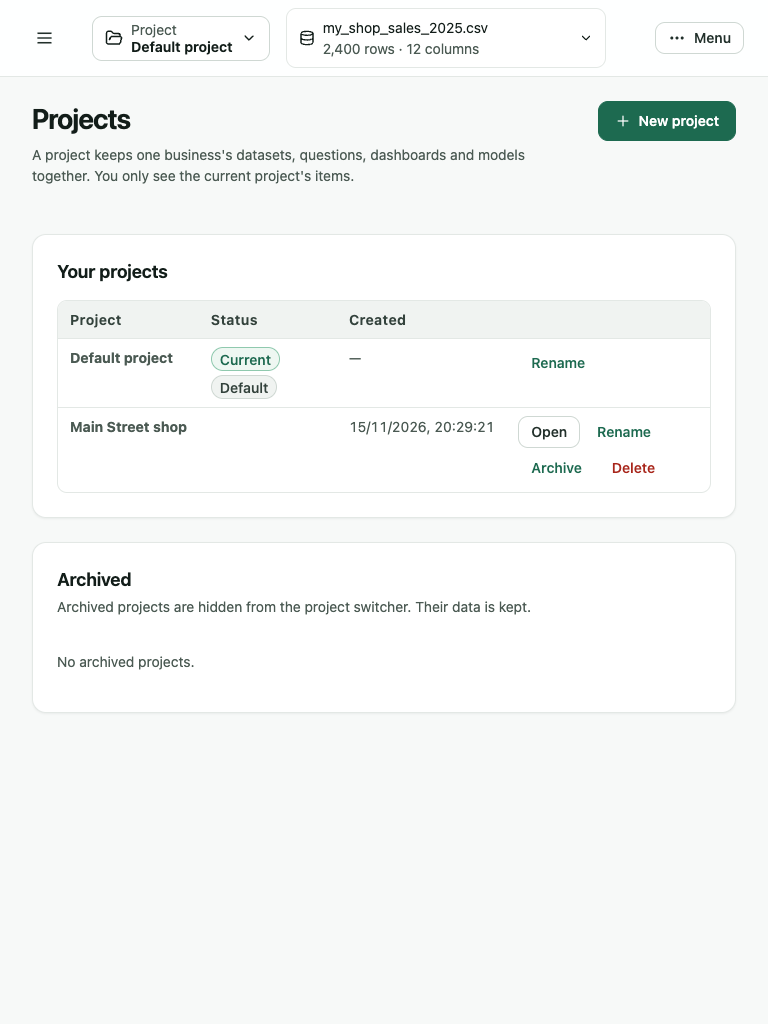 Project
Default project
my_shop_sales_2025.csv
2,400 rows · 12 columns
Menu
Projects
New project
A project keeps one business's datasets, questions, dashboards and models
together. You only see the current project's items.
Your projects
Project Status Created
Default project Current — Rename
Default
Main Street shop 15/11/2026, 20:29:21 Open Rename
Archive Delete
Archived
Archived projects are hidden from the project switcher. Their data is kept.
No archived projects.